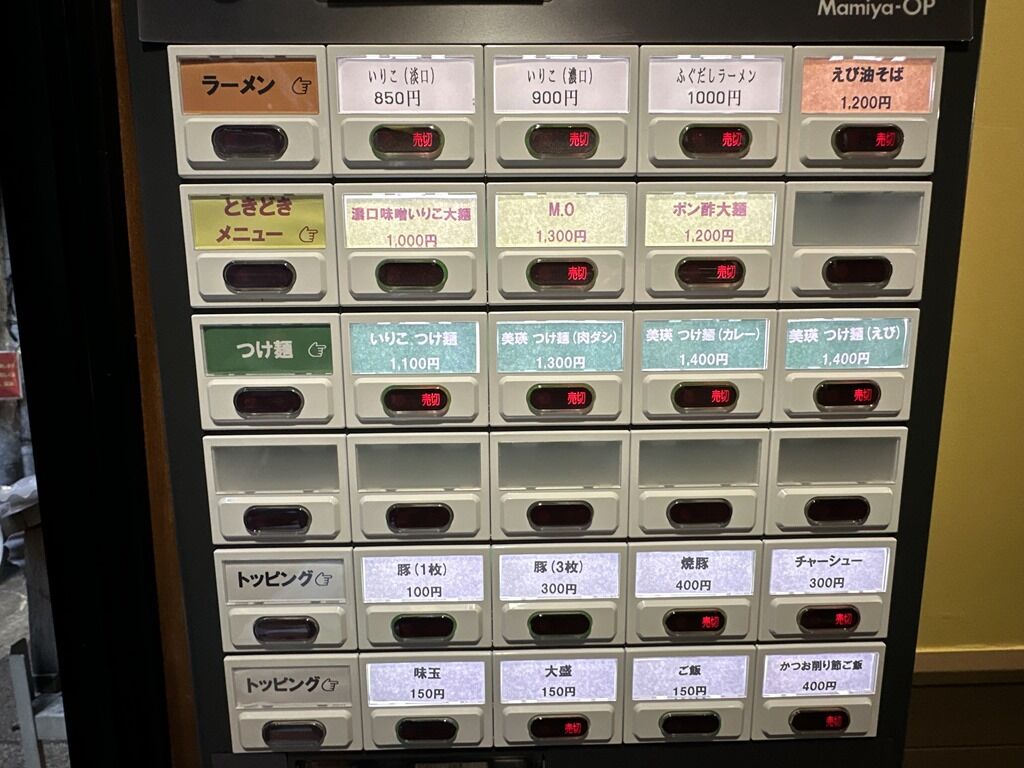 Mamiya-OP
ラーメン☞
いりこ(淡口)
850円
売切
いりこ(濃口)
900円
売切
ふぐだしラーメン
1000円
売切
えび油そば
1,200円
売切
ときどき
メニュー☞
濃口味噌いりこ大麺
1,000円
M.O
1,300円
売切
ポン酢大麺
1,200円
売切
つけ麺☞
いりこ つけ麺
1,100円
売切
美瑛 つけ麺(肉ダシ)
1,300円
売切
美瑛 つけ麺(カレー)
1,400円
売切
美瑛 つけ麺(えび)
1,400円
売切
トッピング☞
豚(1枚)
100円
豚(3枚)
300円
焼豚
400円
売切
チャーシュー
300円
売切
トッピング☞
味玉
150円
大盛
150円
売切
ご飯
150円
かつお削り節ご飯
400円
売切